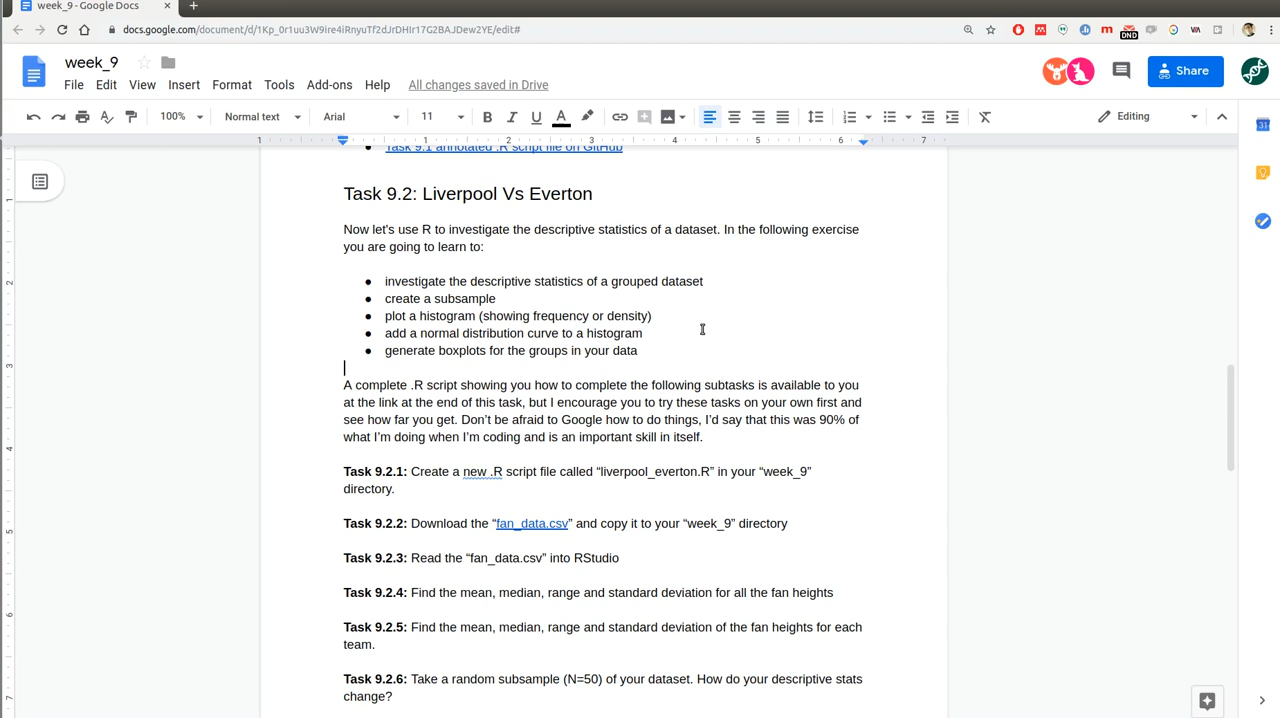 week_9 - Google Docs
docs.google.com/document/d/1Kp_0r1uu3W9ire4iRnyuTf2dJrDHIr17G2BAJDew2YE/edit#
DND
week_9
File Edit View Insert Format Tools Add-ons Help All changes saved in Drive
Share
100% Normal text Arial 11 B I U A Editing
1 1 2 3 4 5 6 7
Task 9.1 annotated .R script file on GitHub
Task 9.2: Liverpool Vs Everton
Now let's use R to investigate the descriptive statistics of a dataset. In the following exercise
you are going to learn to:
● investigate the descriptive statistics of a grouped dataset
● create a subsample
● plot a histogram (showing frequency or density)
● add a normal distribution curve to a histogram
● generate boxplots for the groups in your data
A complete .R script showing you how to complete the following subtasks is available to you
at the link at the end of this task, but I encourage you to try these tasks on your own first and
see how far you get. Don’t be afraid to Google how to do things, I’d say that this was 90% of
what I’m doing when I’m coding and is an important skill in itself.
Task 9.2.1: Create a new .R script file called “liverpool_everton.R” in your “week_9”
directory.
Task 9.2.2: Download the “fan_data.csv” and copy it to your “week_9” directory
Task 9.2.3: Read the “fan_data.csv” into RStudio
Task 9.2.4: Find the mean, median, range and standard deviation for all the fan heights
Task 9.2.5: Find the mean, median, range and standard deviation of the fan heights for each
team.
Task 9.2.6: Take a random subsample (N=50) of your dataset. How do your descriptive stats
change?